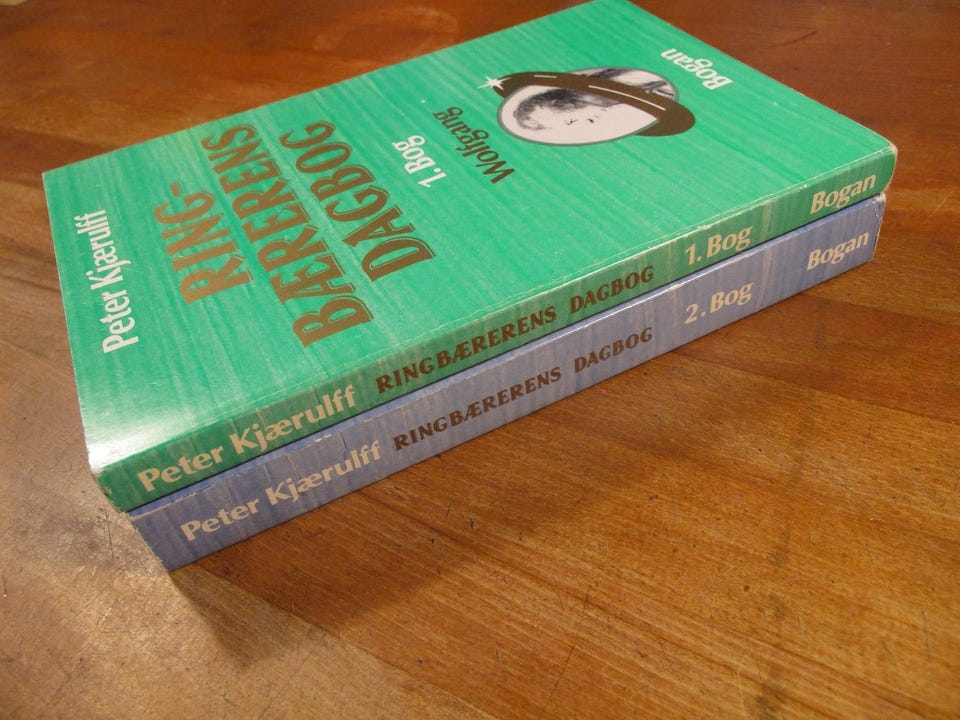 Peter Kjærulff
RING-
BÆRERENS
DAGBOG
1. Bog
Wolfgang
Bogan
Peter Kjærulff RINGBÆRERENS DAGBOG 1. Bog Bogan
Peter Kjærulff RINGBÆRERENS DAGBOG 2. Bog Bogan